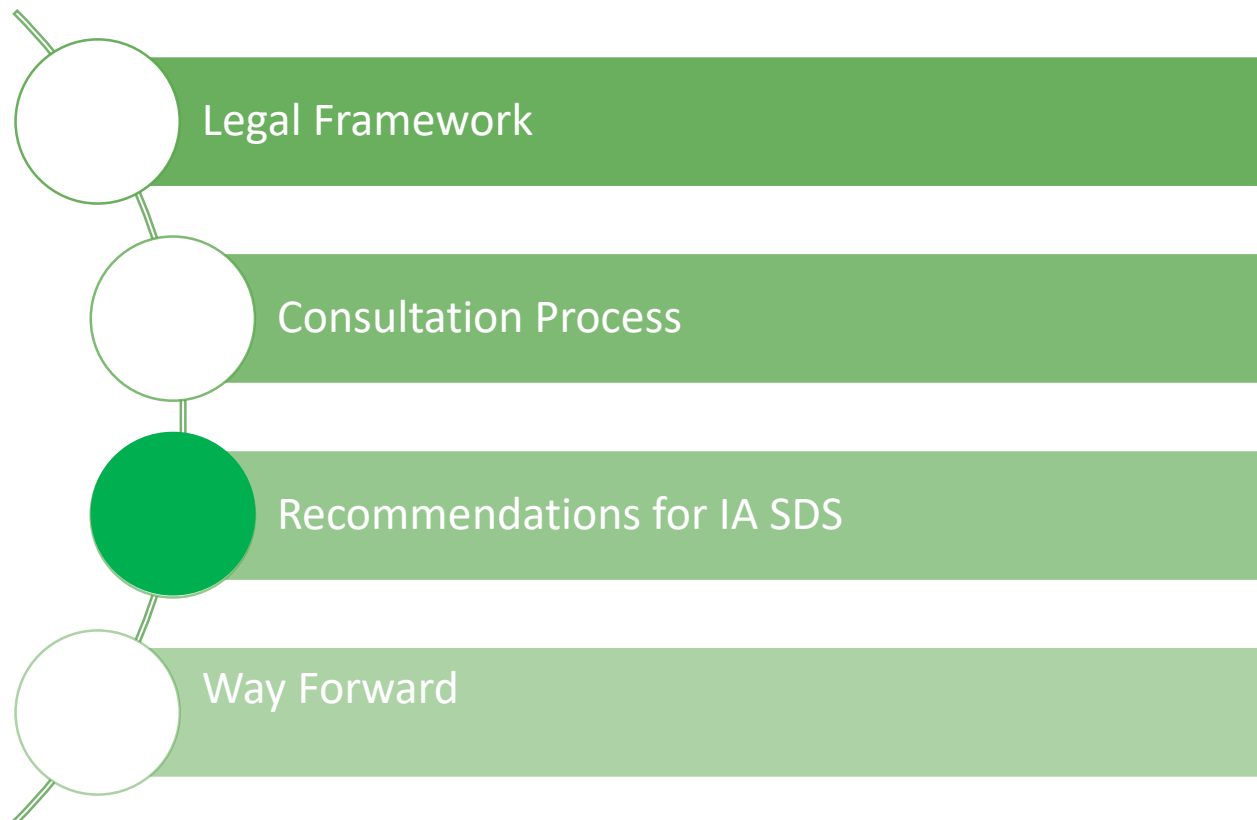 Legal Framework
Consultation Process
Recommendations for IA SDS
Way Forward